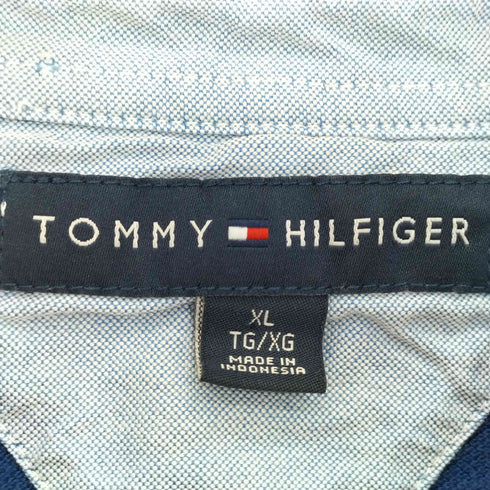 TOMMY HILFIGER
XL
TG/XG
MADE IN
INDONESIA